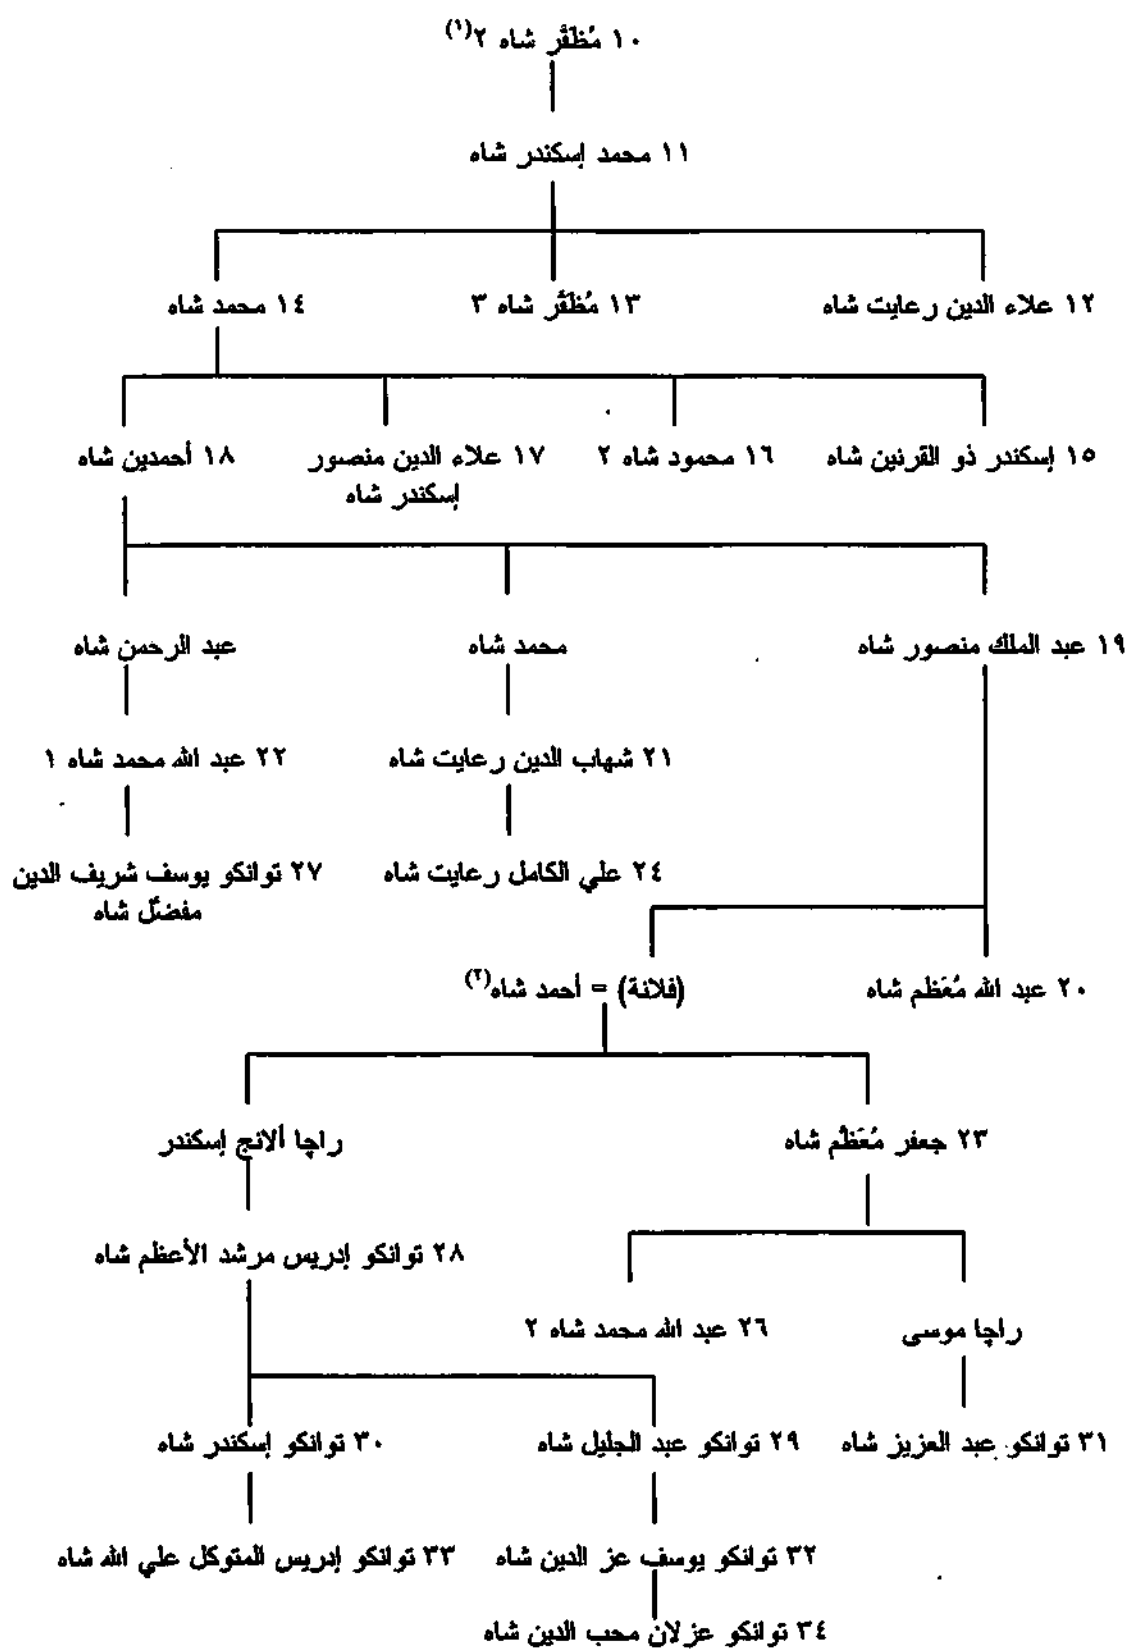 ١٠ مُظَفَّر شاه ٢(١)
١١ محمد إسكندر شاه
١٢ علاء الدين رعايت شاه
١٣ مُظَفَّر شاه ٣
١٤ محمد شاه
١٥ إسكندر ذو القرنين شاه
١٦ محمود شاه ٢
١٧ علاء الدين منصور
إسكندر شاه
١٨ أحمدين شاه
١٩ عبد الملك منصور شاه
محمد شاه
عبد الرحمن شاه
٢١ شهاب الدين رعايت شاه
٢٢ عبد الله محمد شاه ١
٢٤ علي الكامل رعايت شاه
٢٧ توانكو يوسف شريف الدين
مفضّل شاه
٢٠ عبد الله مُعَظم شاه
(فلانة) = أحمد شاه(٢)
٢٣ جعفر مُعَظّم شاه
راچا ألانج إسكندر
٢٨ توانكو إدريس مرشد الأعظم شاه
راچا موسى
٢٦ عبد الله محمد شاه ٢
٣١ توانكو عبد العزيز شاه
٢٩ توانكو عبد الجليل شاه
٣٠ توانكو إسكندر شاه
٣٢ توانكو يوسف عز الدين شاه
٣٣ توانكو إدريس المتوكل علي الله شاه
٣٤ توانكو عزلان محب الدين شاه